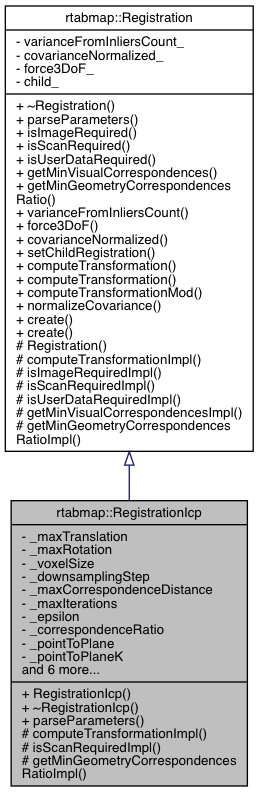 rtabmap::Registration
- varianceFromInliersCount_
- covarianceNormalized_
- force3DoF_
- child_
+ ~Registration()
+ parseParameters()
+ isImageRequired()
+ isScanRequired()
+ isUserDataRequired()
+ getMinVisualCorrespondences()
+ getMinGeometryCorrespondences
Ratio()
+ varianceFromInliersCount()
+ force3DoF()
+ covarianceNormalized()
+ setChildRegistration()
+ computeTransformation()
+ computeTransformation()
+ computeTransformationMod()
+ normalizeCovariance()
+ create()
+ create()
# Registration()
# computeTransformationImpl()
# isImageRequiredImpl()
# isScanRequiredImpl()
# isUserDataRequiredImpl()
# getMinVisualCorrespondencesImpl()
# getMinGeometryCorrespondences
RatioImpl()
rtabmap::RegistrationIcp
- _maxTranslation
- _maxRotation
- _voxelSize
- _downsamplingStep
- _maxCorrespondenceDistance
- _maxIterations
- _epsilon
- _correspondenceRatio
- _pointToPlane
- _pointToPlaneK
and 6 more...
+ RegistrationIcp()
+ ~RegistrationIcp()
+ parseParameters()
# computeTransformationImpl()
# isScanRequiredImpl()
# getMinGeometryCorrespondences
RatioImpl()